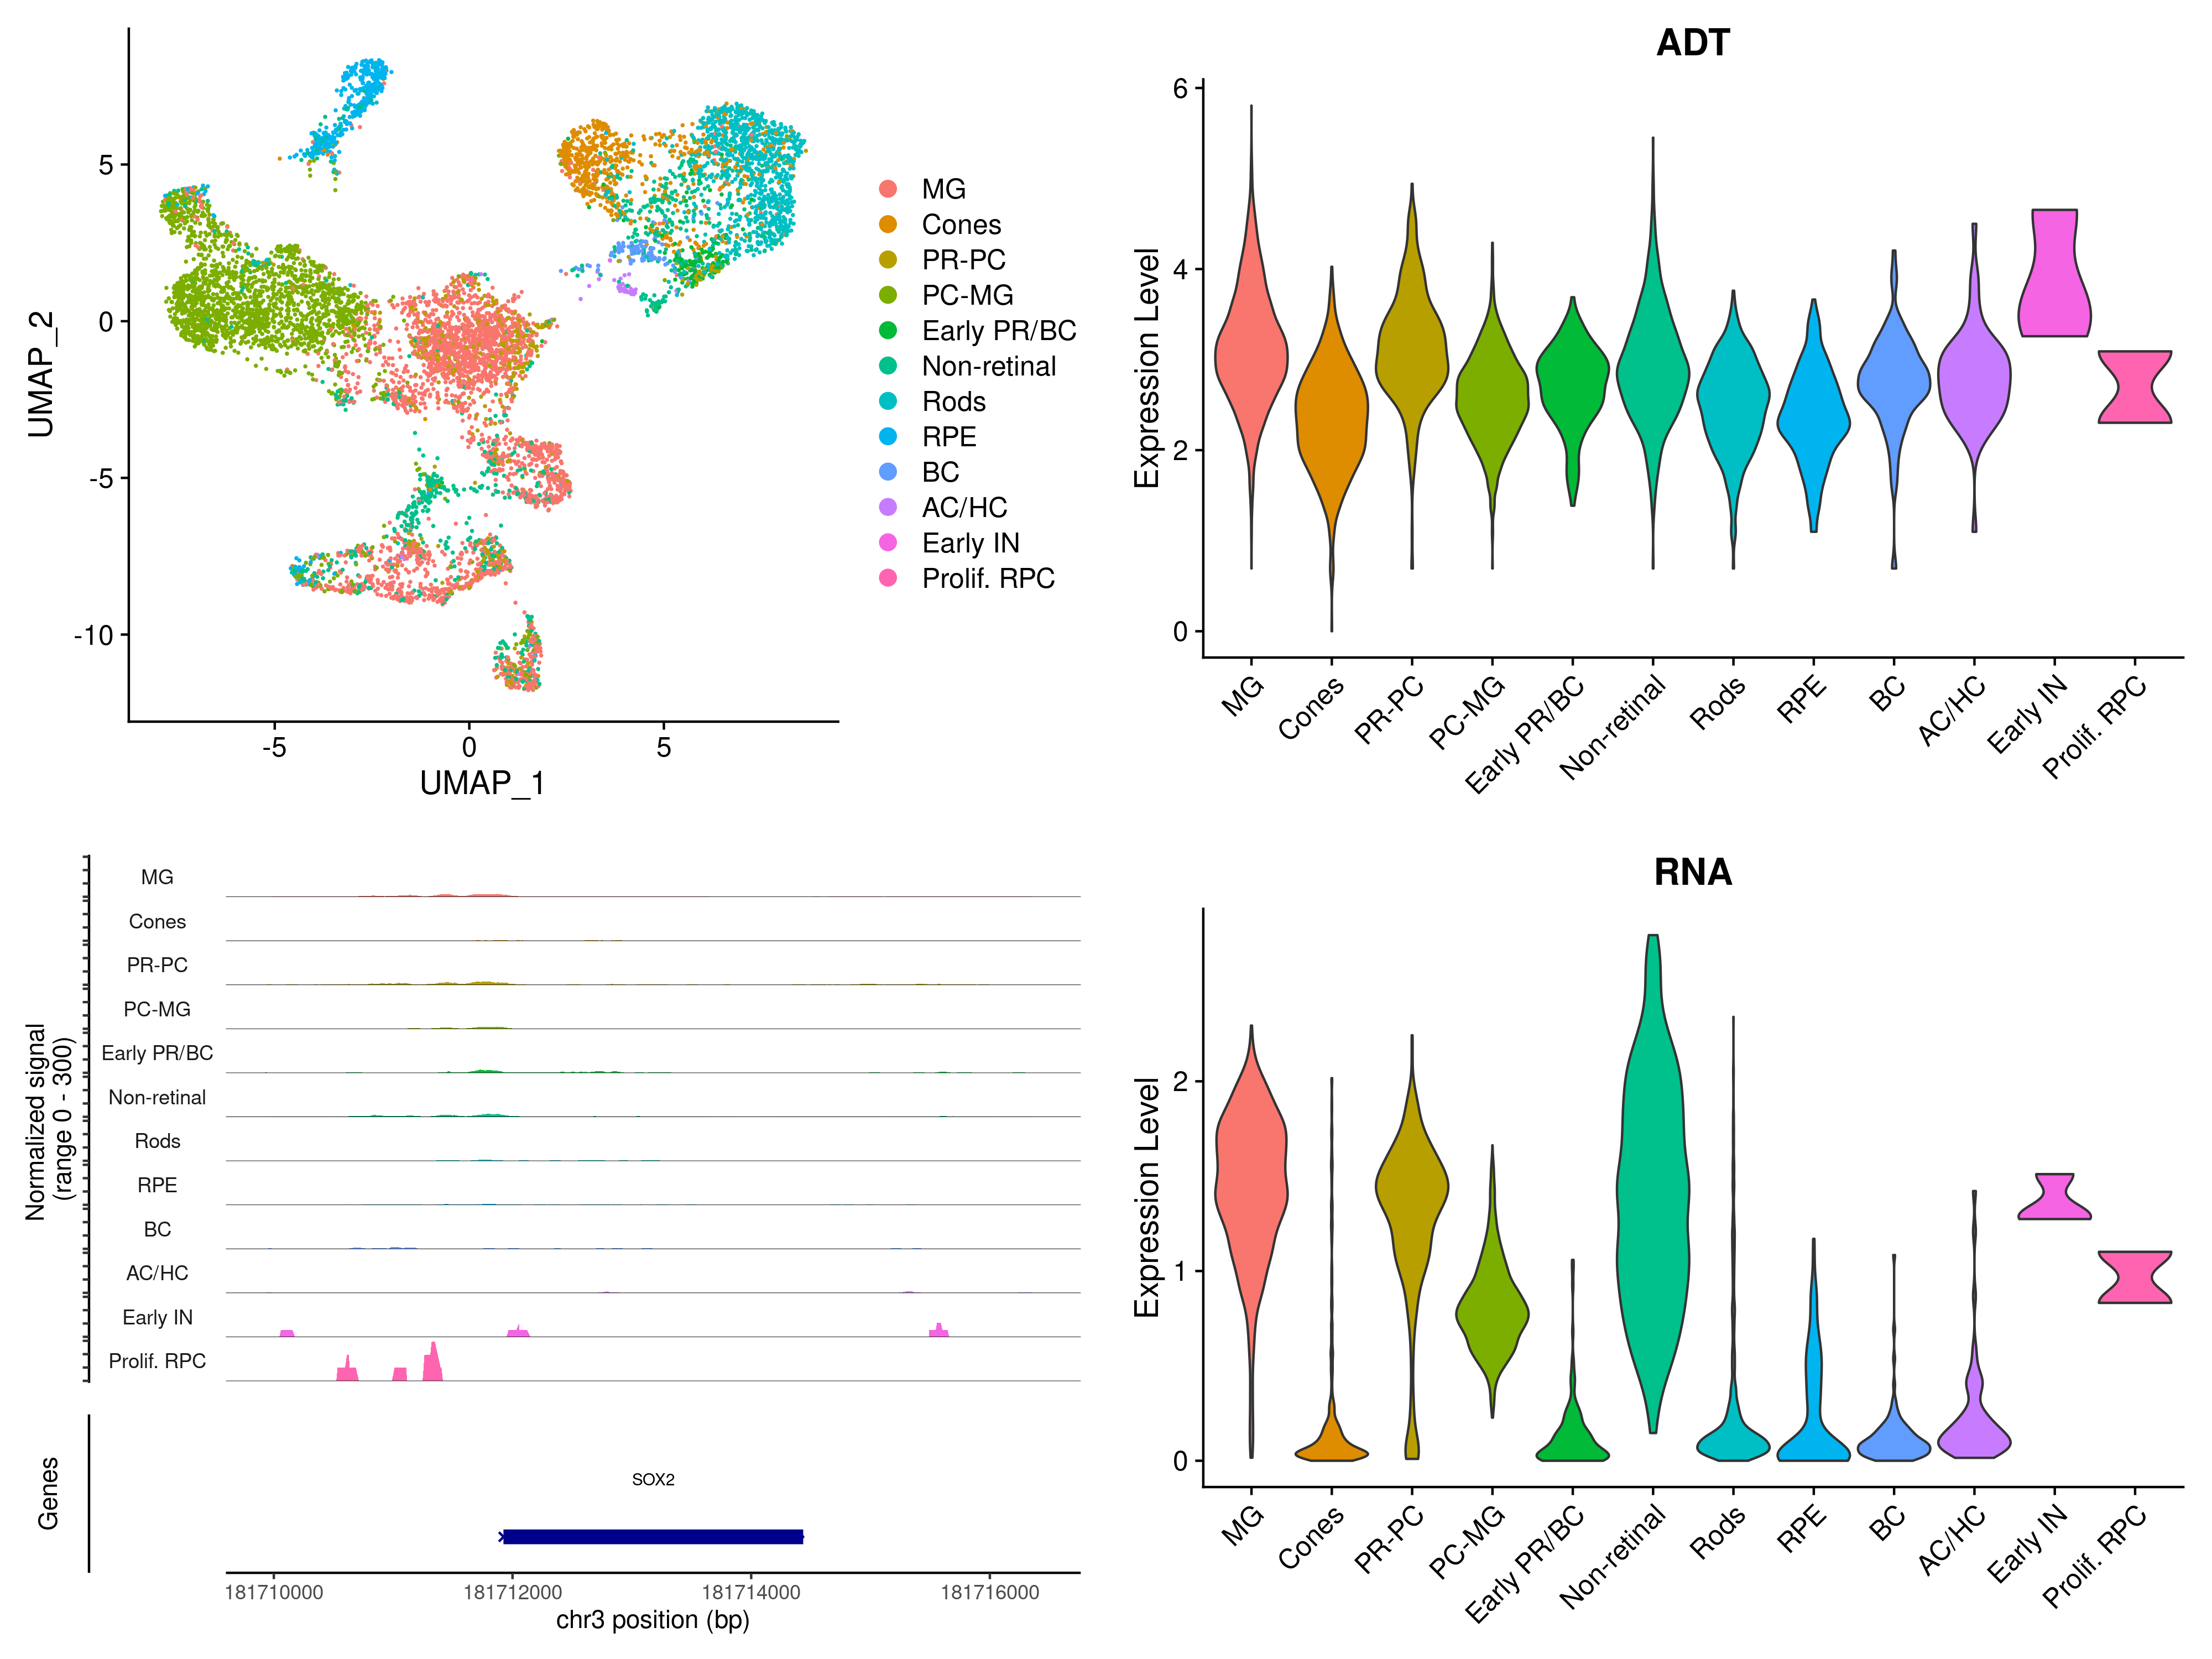 5
0
-5
-10
UMAP_2
-5
0
5
UMAP_1
MG
Cones
PR-PC
PC-MG
Early PR/BC
Non-retinal
Rods
RPE
BC
AC/HC
Early IN
Prolif. RPC
ADT
6
4
2
0
Expression Level
MG
Cones
PR-PC
PC-MG
Early PR/BC
Non-retinal
Rods
RPE
BC
AC/HC
Early IN
Prolif. RPC
Normalized signal
(range 0 - 300)
MG
Cones
PR-PC
PC-MG
Early PR/BC
Non-retinal
Rods
RPE
BC
AC/HC
Early IN
Prolif. RPC
Genes
SOX2
181710000
181712000
181714000
181716000
chr3 position (bp)
RNA
2
1
0
Expression Level
MG
Cones
PR-PC
PC-MG
Early PR/BC
Non-retinal
Rods
RPE
BC
AC/HC
Early IN
Prolif. RPC